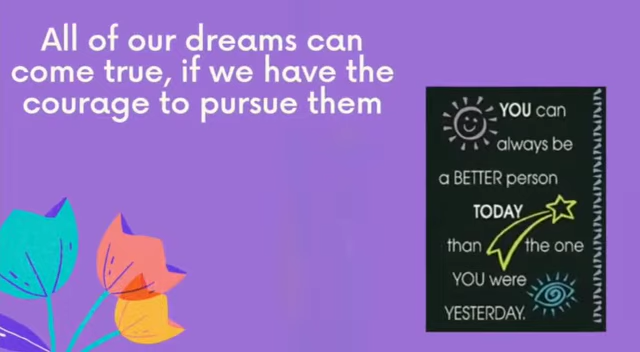 All of our dreams can
come true, if we have the
courage to pursue them
YOU can
always be
a BETTER person
TODAY
than the one
YOU were
YESTERDAY.